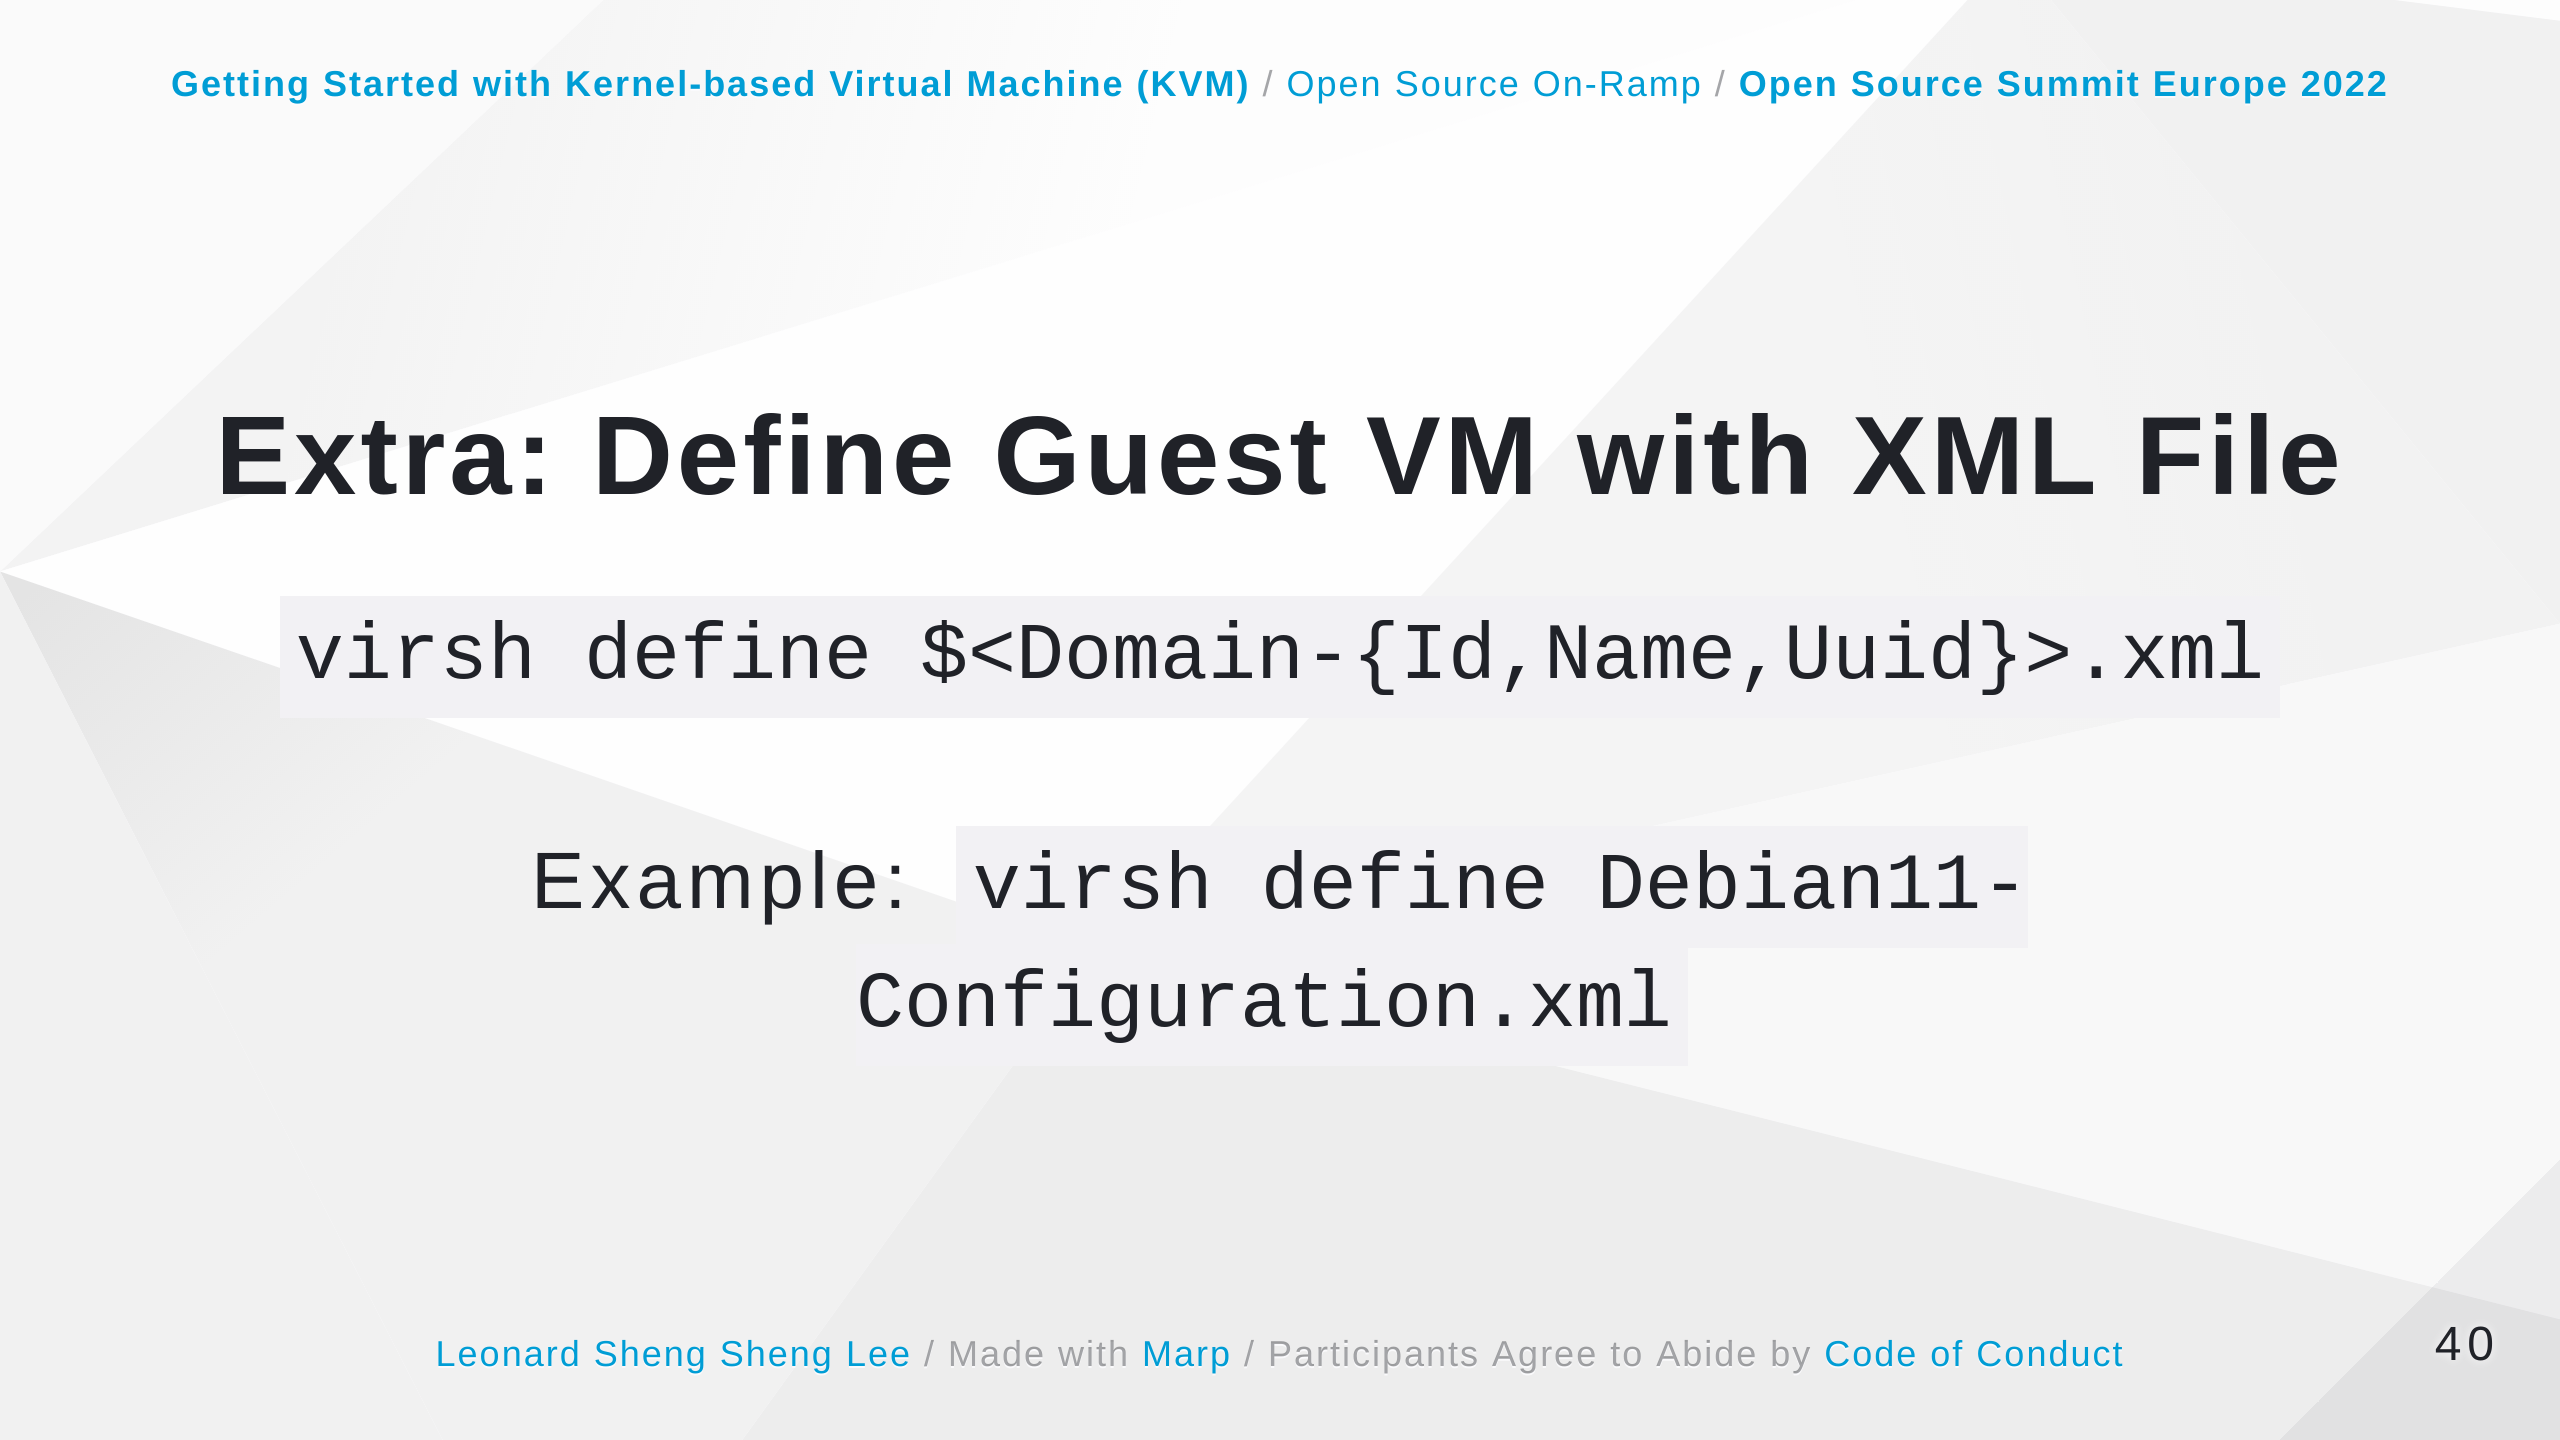 Getting Started with Kernel-based Virtual Machine (KVM) / Open Source On-Ramp / Open Source Summit Europe 2022
Extra: Define Guest VM with XML File
virsh define $<Domain-{Id,Name,Uuid}>.xml
Example: virsh define Debian11-
Configuration.xml
Leonard Sheng Sheng Lee / Made with Marp / Participants Agree to Abide by Code of Conduct
40